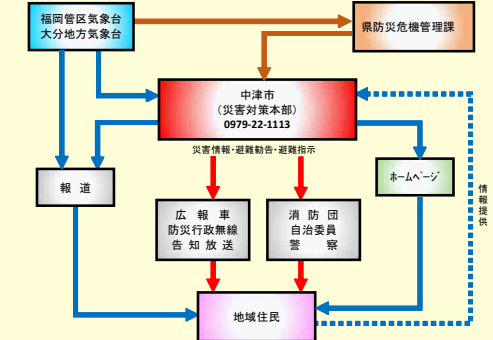 福岡管区気象台
大分地方気象台
県防災危機管理課
中津市
（災害対策本部）
0979-22-1113
災害情報・避難勧告・避難指示
報 道
ホームページ
情報提供
広 報 車
防災行政無線
告 知 放 送
消 防 団
自治委員
警 察
地域住民